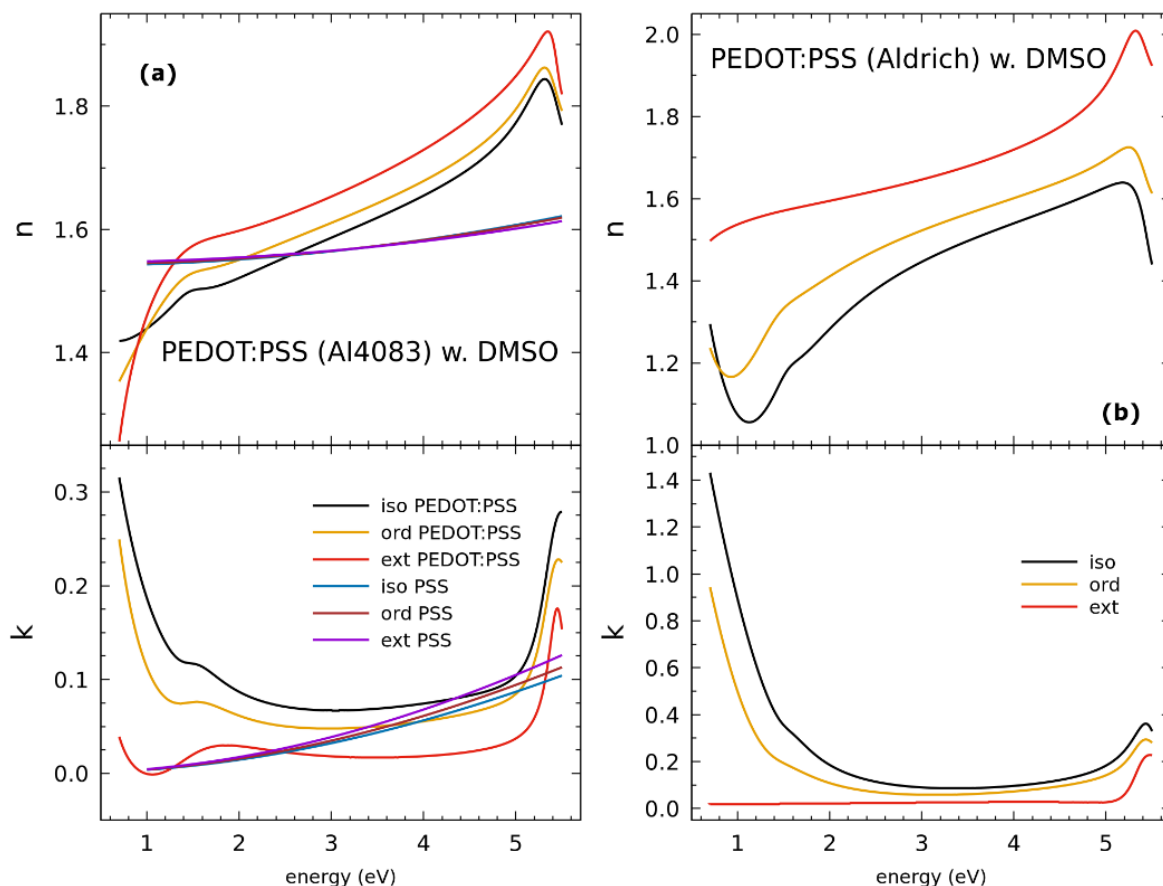 (a)
n
1.8
1.6
1.4
PEDOT:PSS (AI4083) w. DMSO
k
0.3
0.2
0.1
0.0
iso PEDOT:PSS
ord PEDOT:PSS
ext PEDOT:PSS
iso PSS
ord PSS
ext PSS
1 2 3 4 5
energy (eV)
PEDOT:PSS (Aldrich) w. DMSO
n
2.0
1.8
1.6
1.4
1.2
1.0
(b)
k
1.4
1.2
1.0
0.8
0.6
0.4
0.2
0.0
iso
ord
ext
1 2 3 4 5
energy (eV)